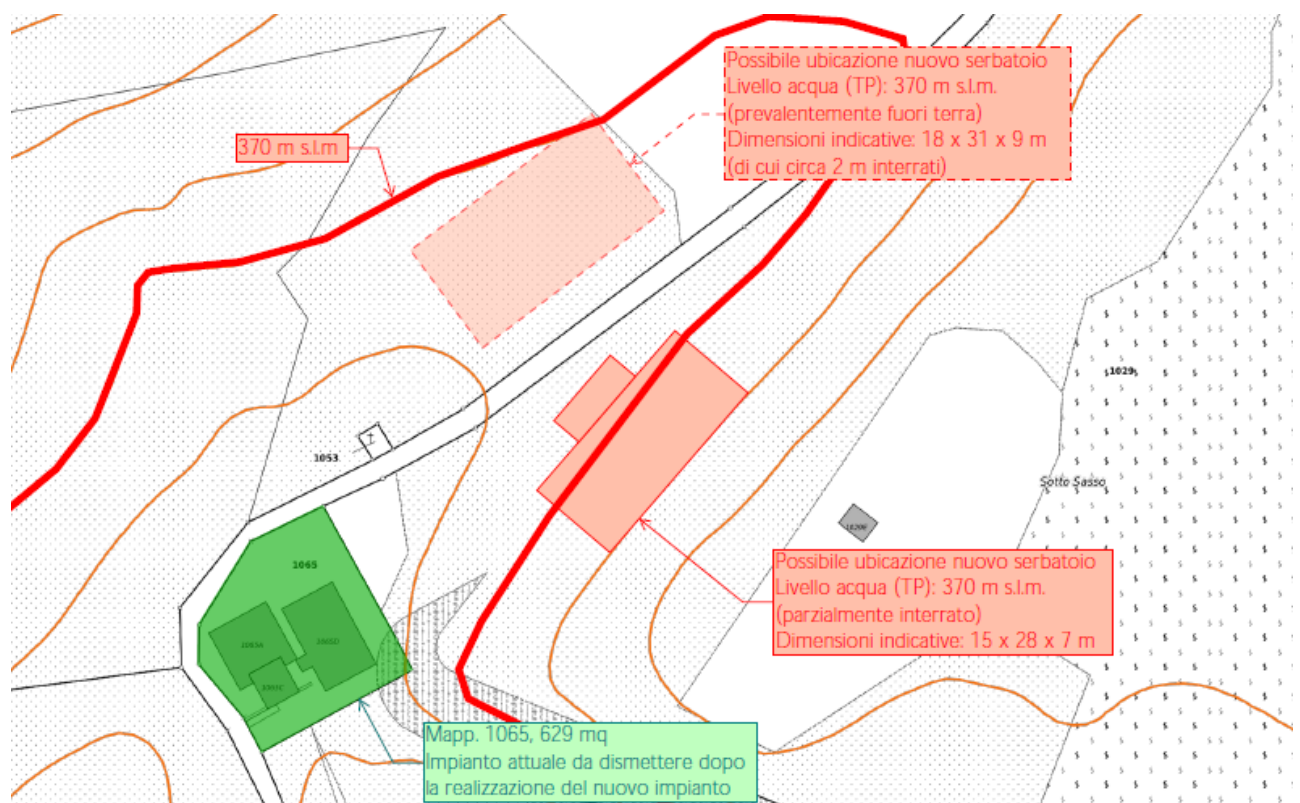 Possibile ubicazione nuovo serbatoio
Livello acqua (TP): 370 m s.l.m.
(prevalentemente fuori terra)
Dimensioni indicative: 18 x 31 x 9 m
(di cui circa 2 m interrati)
370 m s.l.m
1029
1053
Sotto Sasso
Possibile ubicazione nuovo serbatoio
Livello acqua (TP): 370 m s.l.m.
(parzialmente interrato)
Dimensioni indicative: 15 x 28 x 7 m
1065
Mapp. 1065, 629 mq
Impianto attuale da dismettere dopo
la realizzazione del nuovo impianto